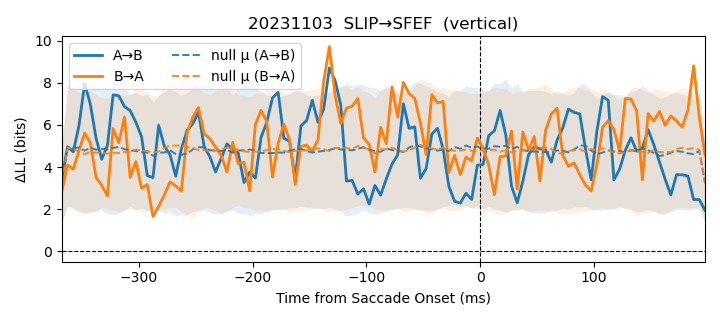 20231103  SLIP→SFEF  (vertical)
A→B
B→A
null μ (A→B)
null μ (B→A)
ΔLL (bits)
10
8
6
4
2
0
−300
−200
−100
0
100
Time from Saccade Onset (ms)